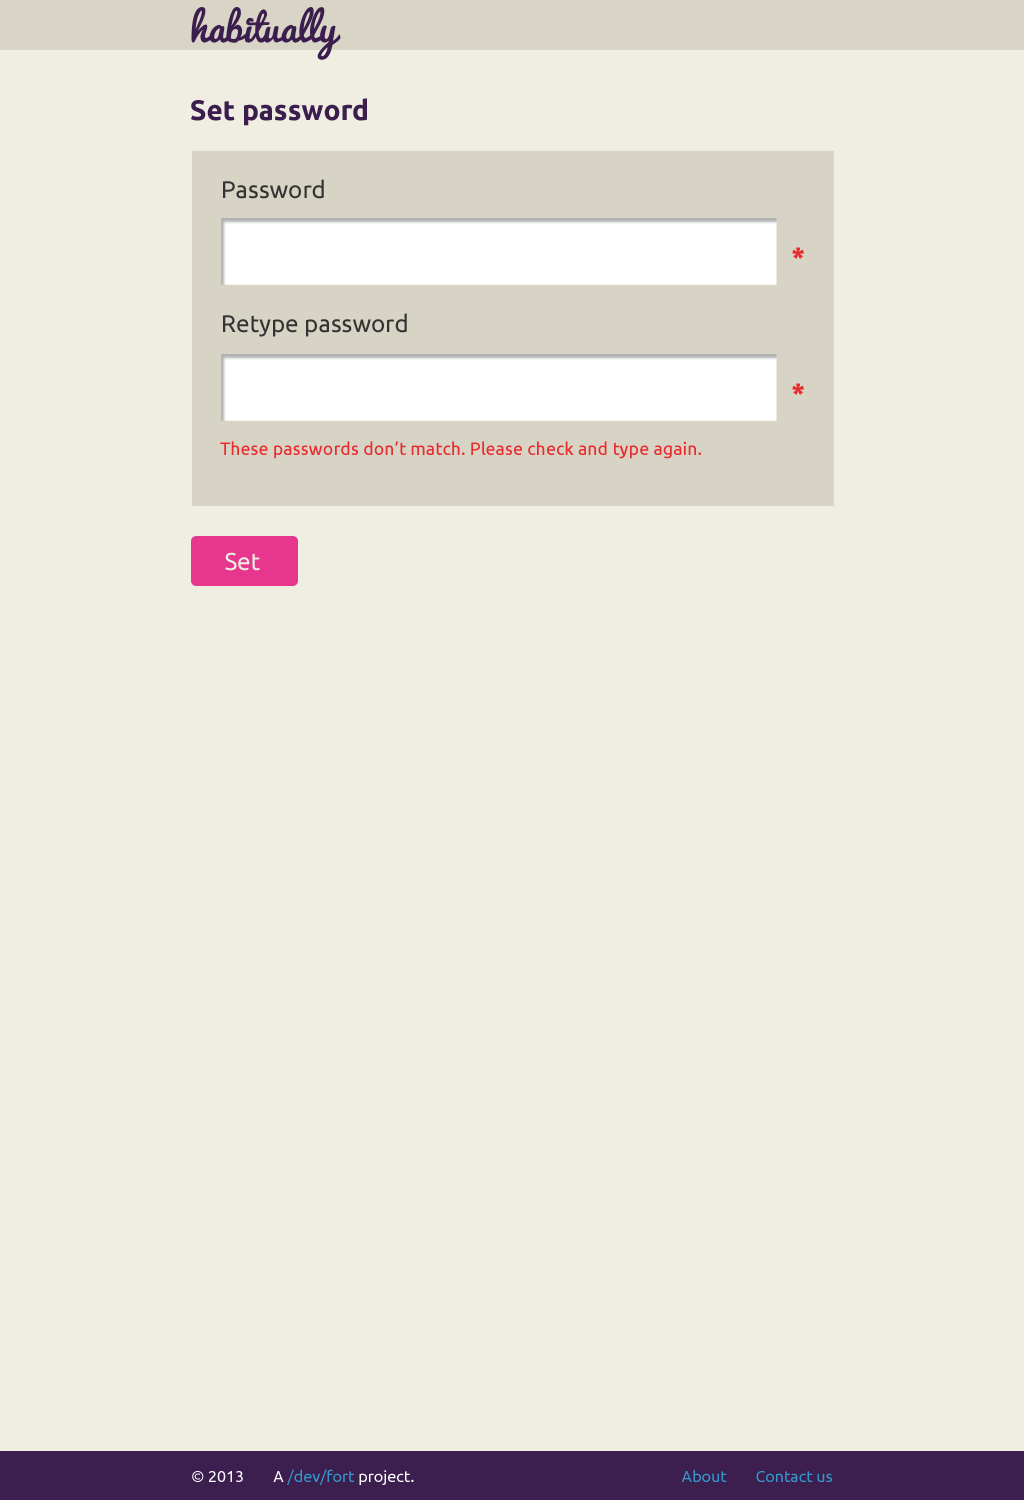 habitually
Set password
Password
*
Retype password
*
These passwords don’t match. Please check and type again.
Set
© 2013 A /dev/fort project. About Contact us